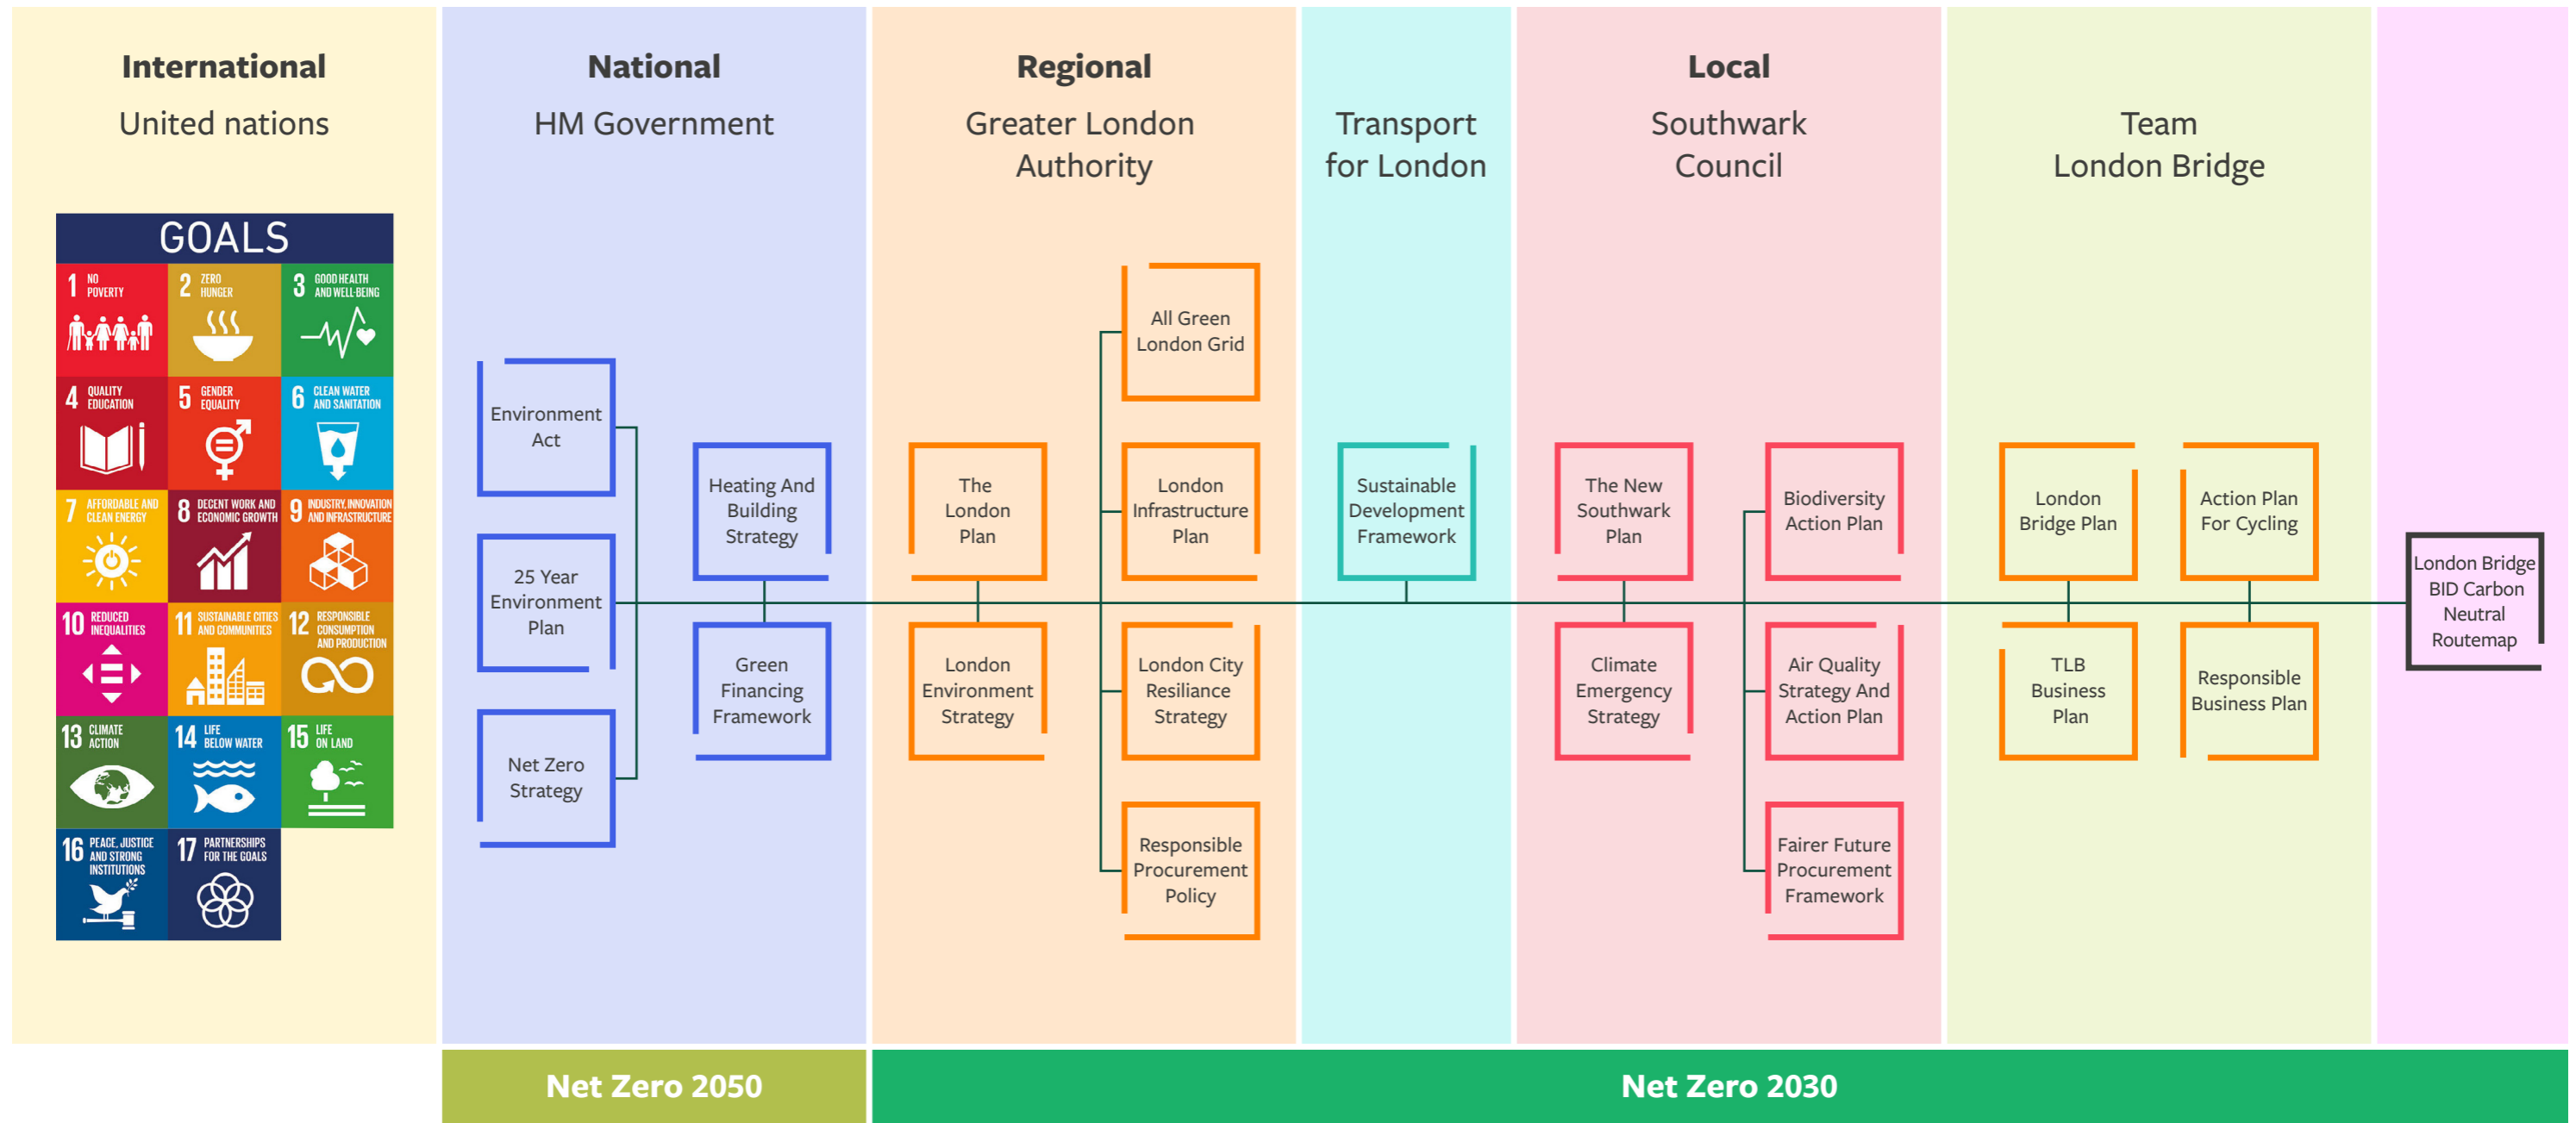 International
United nations
GOALS
1 NO
POVERTY
2 ZERO
HUNGER
3 GOOD HEALTH
AND WELL-BEING
4 QUALITY
EDUCATION
5 GENDER
EQUALITY
6 CLEAN WATER
AND SANITATION
7 AFFORDABLE AND
CLEAN ENERGY
8 DECENT WORK AND
ECONOMIC GROWTH
9 INDUSTRY, INNOVATION
AND INFRASTRUCTURE
10 REDUCED
INEQUALITIES
11 SUSTAINABLE CITIES
AND COMMUNITIES
12 RESPONSIBLE
CONSUMPTION
AND PRODUCTION
13 CLIMATE
ACTION
14 LIFE
BELOW WATER
15 LIFE
ON LAND
16 PEACE, JUSTICE
AND STRONG
INSTITUTIONS
17 PARTNERSHIPS
FOR THE GOALS
National
HM Government
Environment
Act
25 Year
Environment
Plan
Net Zero
Strategy
Heating And
Building
Strategy
Green
Financing
Framework
Regional
Greater London
Authority
The
London
Plan
London
Environment
Strategy
All Green
London Grid
London
Infrastructure
Plan
London City
Resiliance
Strategy
Responsible
Procurement
Policy
Transport
for London
Sustainable
Development
Framework
Local
Southwark
Council
The New
Southwark
Plan
Climate
Emergency
Strategy
Biodiversity
Action Plan
Air Quality
Strategy And
Action Plan
Fairer Future
Procurement
Framework
Team
London Bridge
London
Bridge Plan
Action Plan
For Cycling
TLB
Business
Plan
Responsible
Business Plan
London Bridge
BID Carbon
Neutral
Routemap
Net Zero 2050
Net Zero 2030